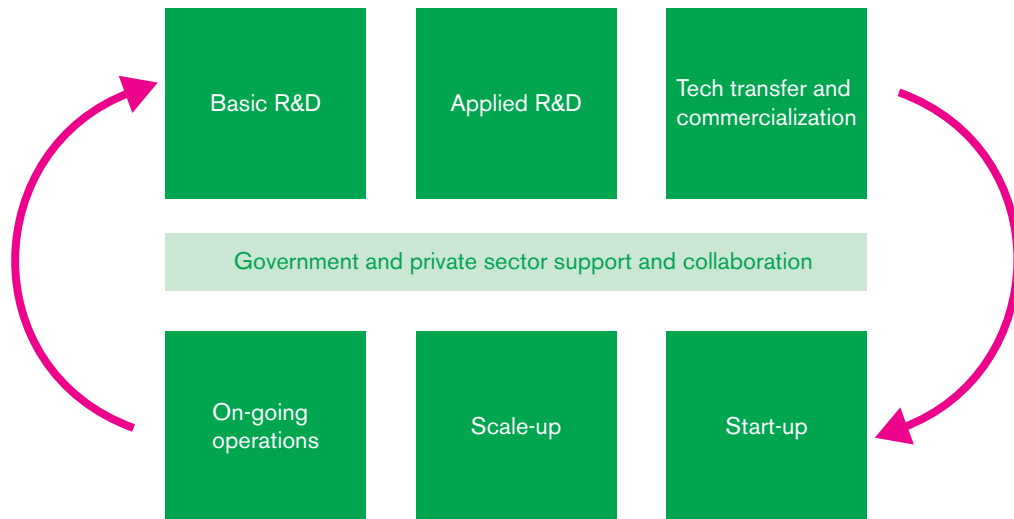 Basic R&D
Applied R&D
Tech transfer and
commercialization
Government and private sector support and collaboration
On-going
operations
Scale-up
Start-up